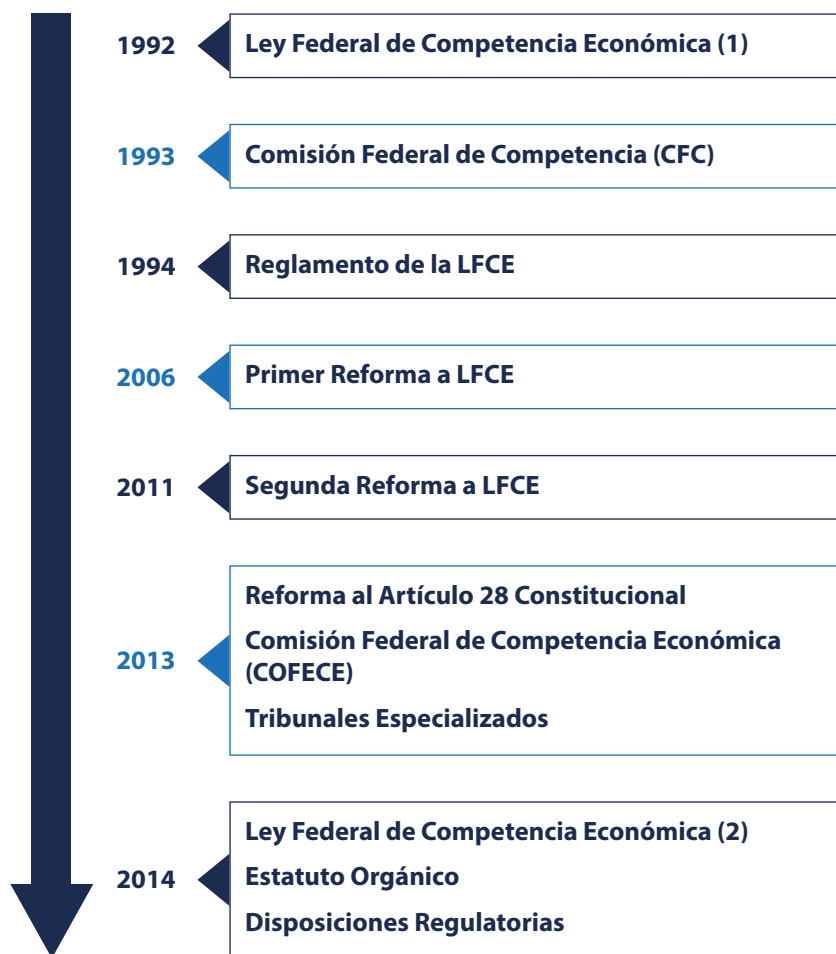 1992
Ley Federal de Competencia Económica (1)
1993
Comisión Federal de Competencia (CFC)
1994
Reglamento de la LFCE
2006
Primer Reforma a LFCE
2011
Segunda Reforma a LFCE
2013
Reforma al Artículo 28 Constitucional
Comisión Federal de Competencia Económica
(COFECE)
Tribunales Especializados
2014
Ley Federal de Competencia Económica (2)
Estatuto Orgánico
Disposiciones Regulatorias